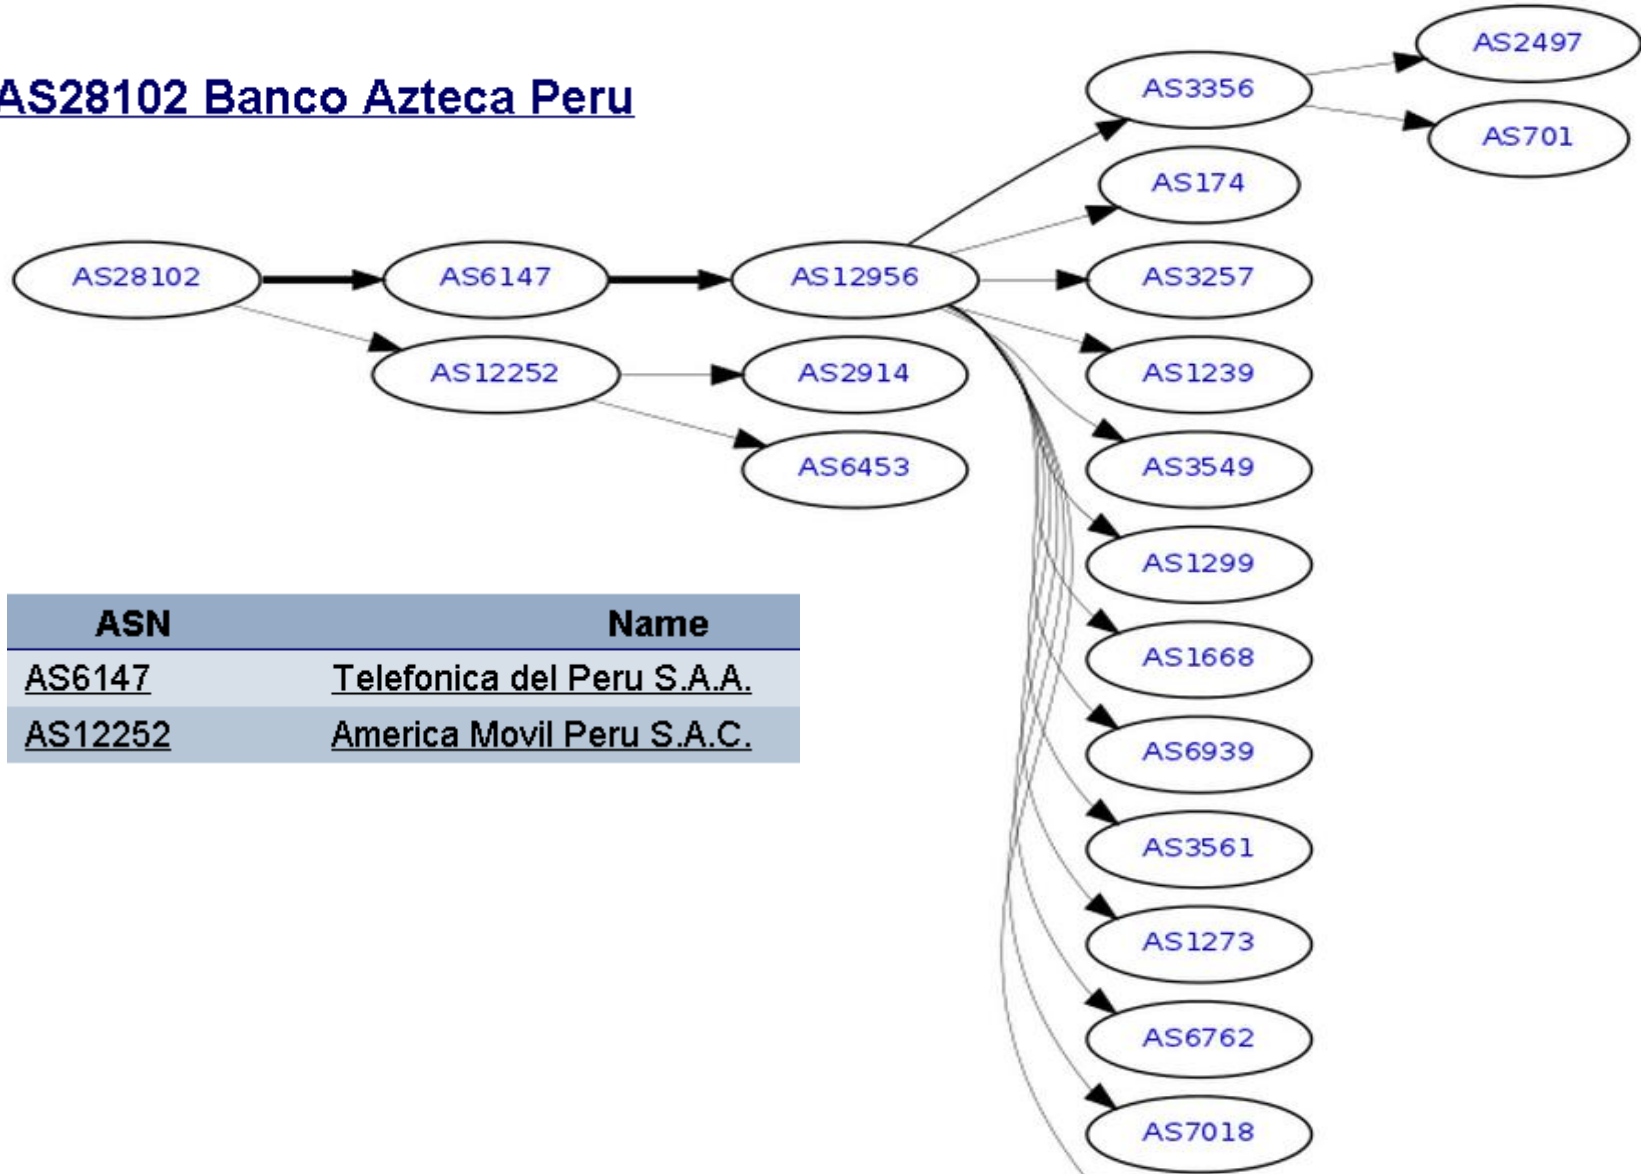 AS28102 Banco Azteca Peru
AS2497
AS3356
AS701
AS174
AS28102
AS6147
AS12956
AS3257
AS12252
AS2914
AS1239
AS6453
AS3549
AS1299
ASN Name
AS6147 Telefonica del Peru S.A.A.
AS12252 America Movil Peru S.A.C.
AS1668
AS6939
AS3561
AS1273
AS6762
AS7018